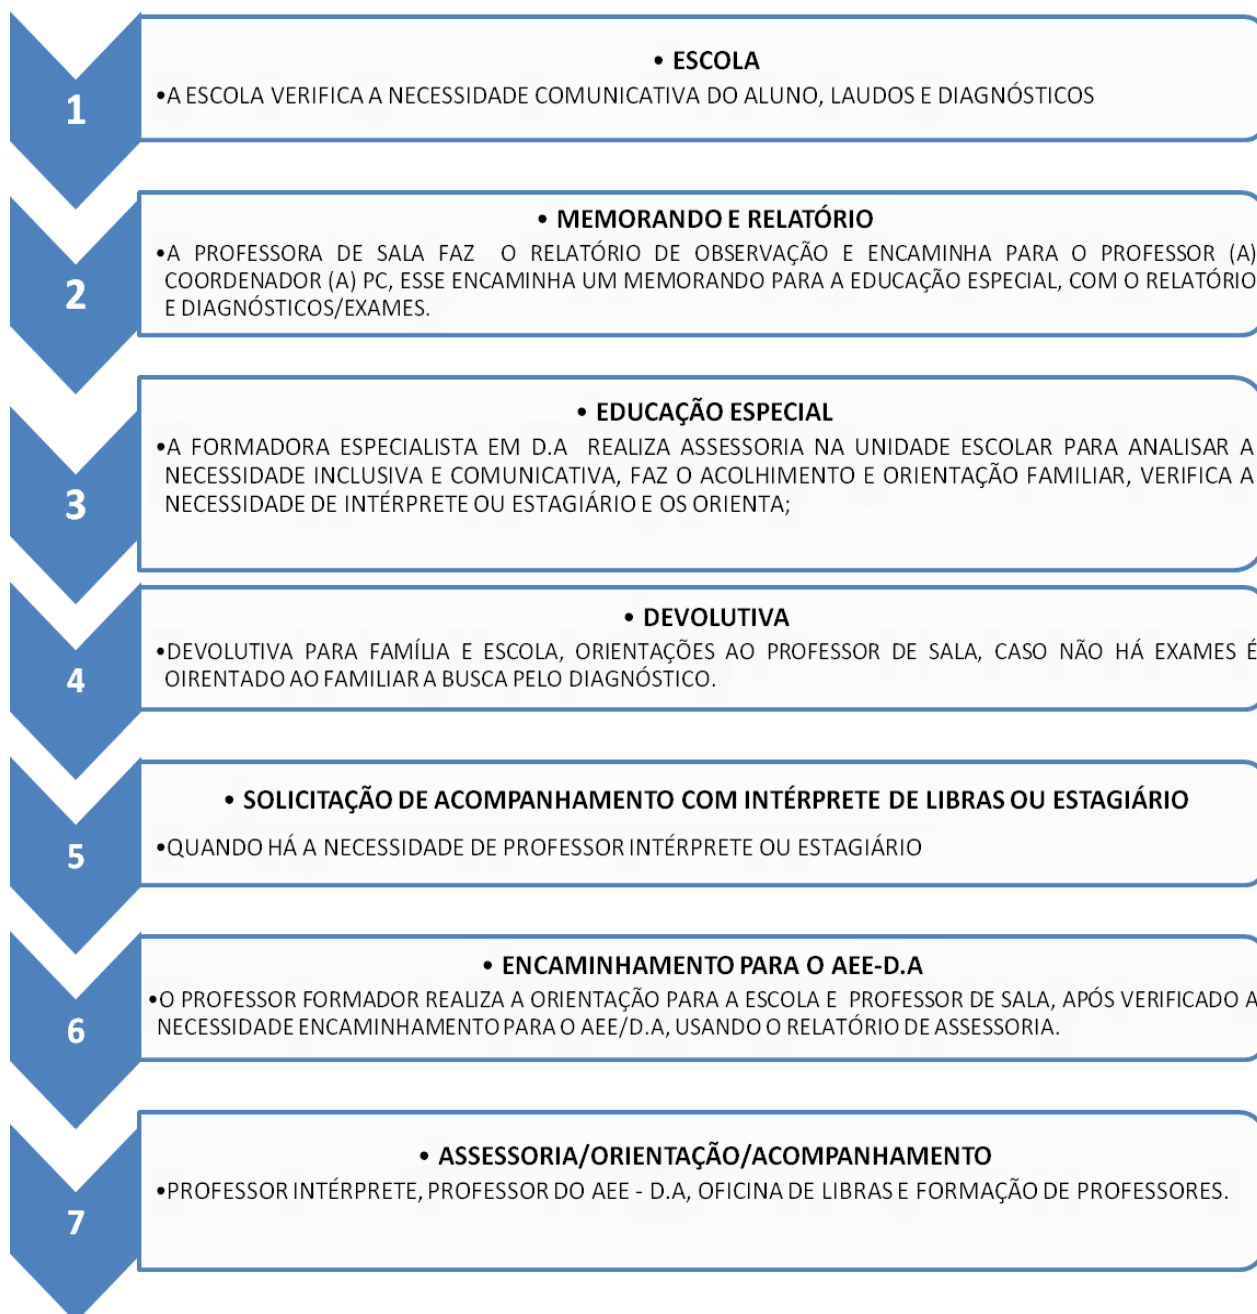 1
• ESCOLA
•A ESCOLA VERIFICA A NECESSIDADE COMUNICATIVA DO ALUNO, LAUDOS E DIAGNÓSTICOS
2
• MEMORANDO E RELATÓRIO
•A PROFESSORA DE SALA FAZ O RELATÓRIO DE OBSERVAÇÃO E ENCAMINHA PARA O PROFESSOR (A)
COORDENADOR (A) PC, ESSE ENCAMINHA UM MEMORANDO PARA A EDUCAÇÃO ESPECIAL, COM O RELATÓRIO
E DIAGNÓSTICOS/EXAMES.
3
• EDUCAÇÃO ESPECIAL
•A FORMADORA ESPECIALISTA EM D.A REALIZA ASSESSORIA NA UNIDADE ESCOLAR PARA ANALISAR A
NECESSIDADE INCLUSIVA E COMUNICATIVA, FAZ O ACOLHIMENTO E ORIENTAÇÃO FAMILIAR, VERIFICA A
NECESSIDADE DE INTÉRPRETE OU ESTAGIÁRIO E OS ORIENTA;
4
• DEVOLUTIVA
•DEVOLUTIVA PARA FAMÍLIA E ESCOLA, ORIENTAÇÕES AO PROFESSOR DE SALA, CASO NÃO HÁ EXAMES É
OIRENTADO AO FAMILIAR A BUSCA PELO DIAGNÓSTICO.
5
• SOLICITAÇÃO DE ACOMPANHAMENTO COM INTÉRPRETE DE LIBRAS OU ESTAGIÁRIO
•QUANDO HÁ A NECESSIDADE DE PROFESSOR INTÉRPRETE OU ESTAGIÁRIO
6
• ENCAMINHAMENTO PARA O AEE-D.A
•O PROFESSOR FORMADOR REALIZA A ORIENTAÇÃO PARA A ESCOLA E PROFESSOR DE SALA, APÓS VERIFICADO A
NECESSIDADE ENCAMINHAMENTO PARA O AEE/D.A, USANDO O RELATÓRIO DE ASSESSORIA.
7
• ASSESSORIA/ORIENTAÇÃO/ACOMPANHAMENTO
•PROFESSOR INTÉRPRETE, PROFESSOR DO AEE - D.A, OFICINA DE LIBRAS E FORMAÇÃO DE PROFESSORES.